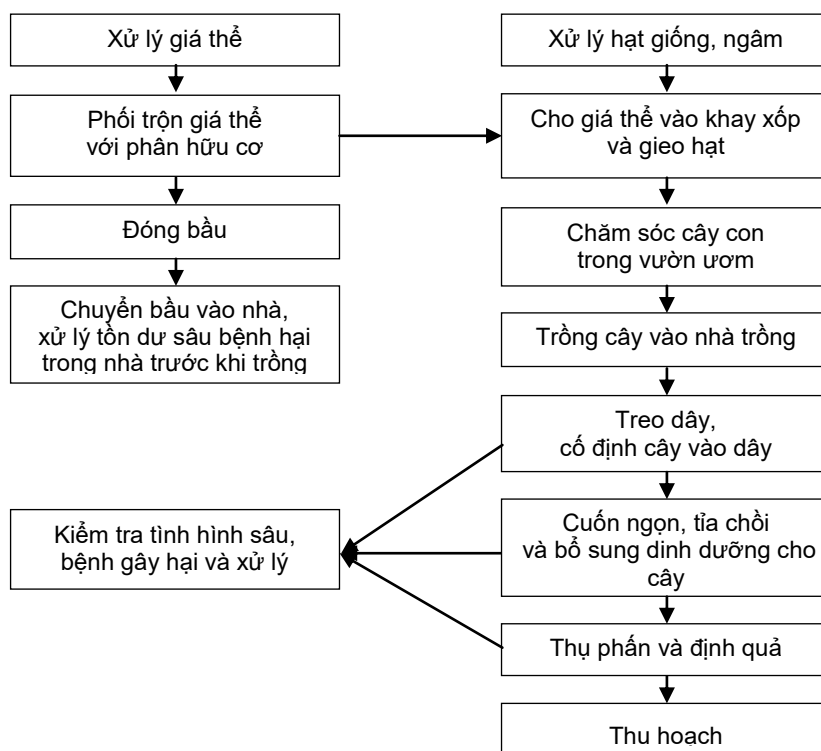 Xử lý giá thể
Phối trộn giá thể
với phân hữu cơ
Đóng bầu
Chuyển bầu vào nhà,
xử lý tồn dư sâu bệnh hại
trong nhà trước khi trồng
Kiểm tra tình hình sâu,
bệnh gây hại và xử lý
Xử lý hạt giống, ngâm
Cho giá thể vào khay xốp
và gieo hạt
Chăm sóc cây con
trong vườn ươm
Trồng cây vào nhà trồng
Treo dây,
cố định cây vào dây
Cuốn ngọn, tỉa chồi
và bổ sung dinh dưỡng cho
cây
Thụ phấn và định quả
Thu hoạch